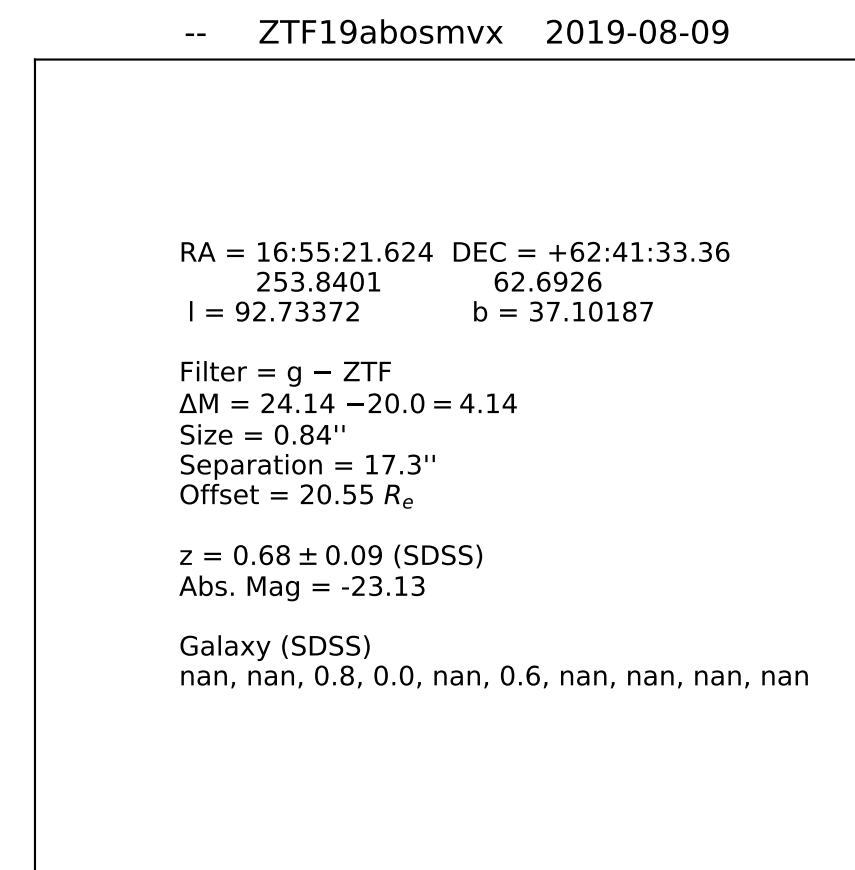 -- ZTF19abosmvx 2019-08-09
RA = 16:55:21.624 DEC = +62:41:33.36
253.8401 62.6926
l = 92.73372 b = 37.10187
Filter = g − ZTF
ΔM = 24.14 −20.0 = 4.14
Size = 0.84''
Separation = 17.3''
Offset = 20.55 Rₑ
z = 0.68 ± 0.09 (SDSS)
Abs. Mag = -23.13
Galaxy (SDSS)
nan, nan, 0.8, 0.0, nan, 0.6, nan, nan, nan, nan